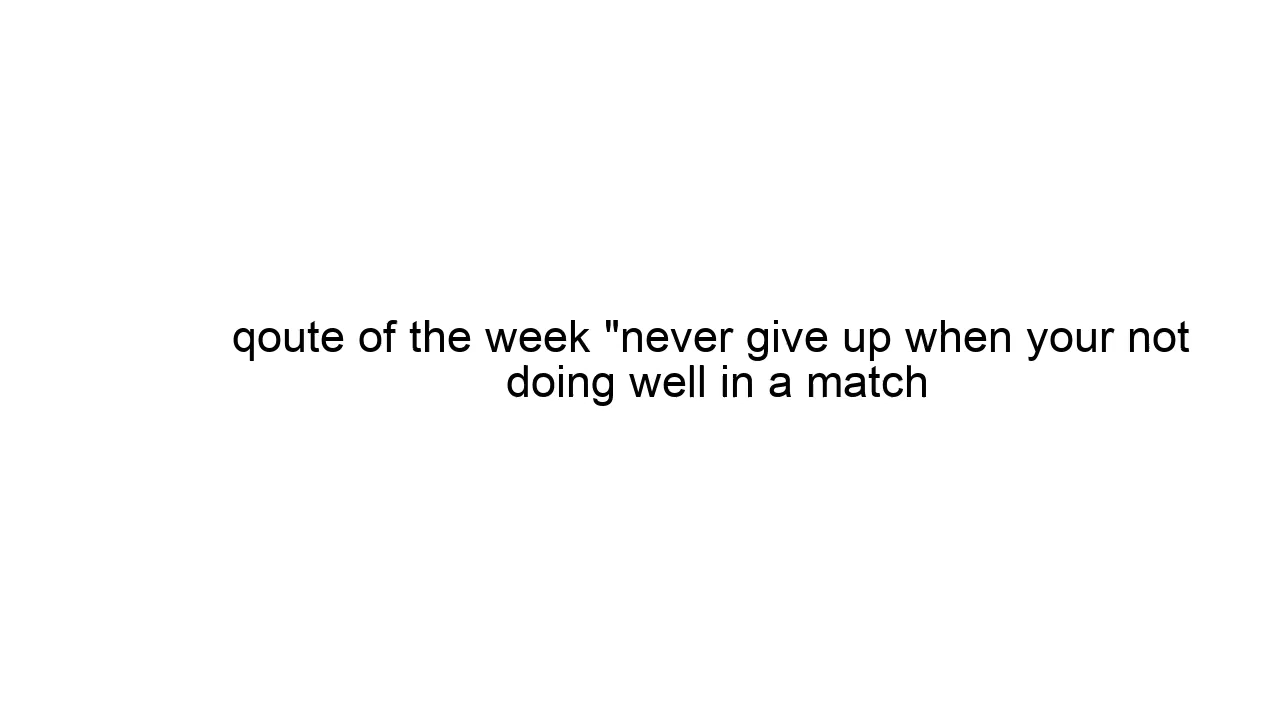 qoute of the week "never give up when your not
doing well in a match